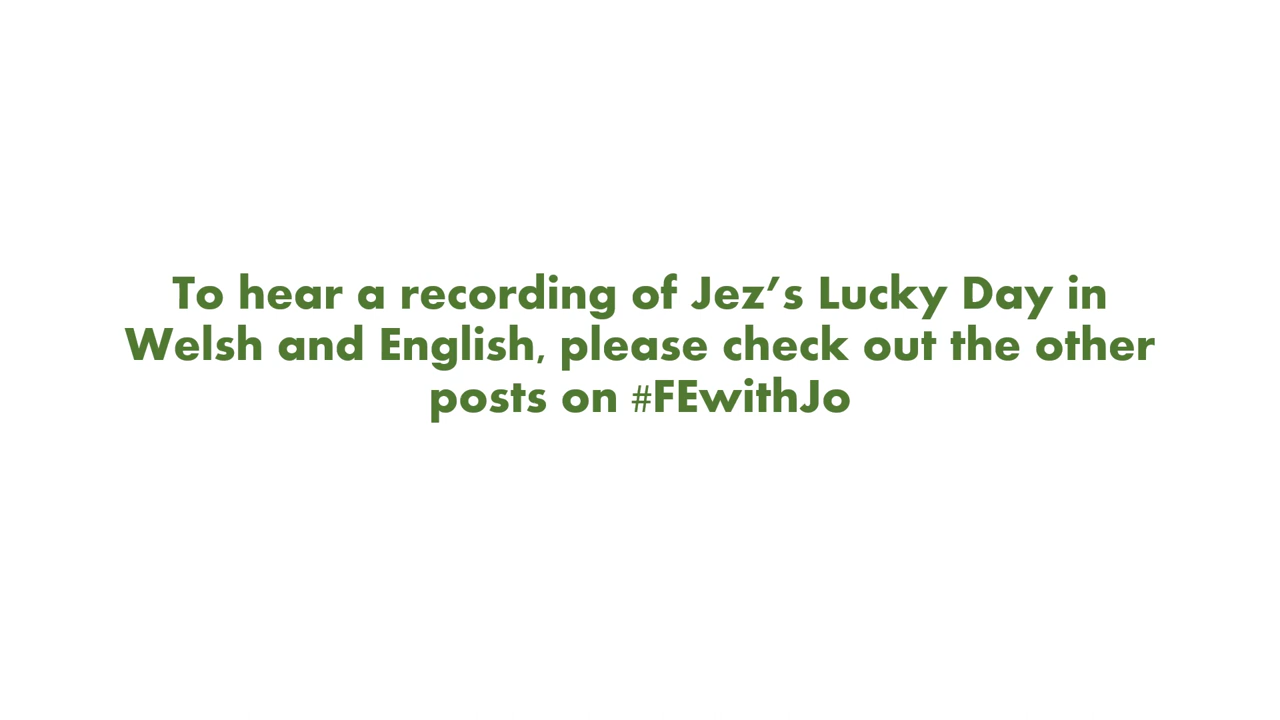 To hear a recording of Jez’s Lucky Day in
Welsh and English, please check out the other
posts on #FEwithJo